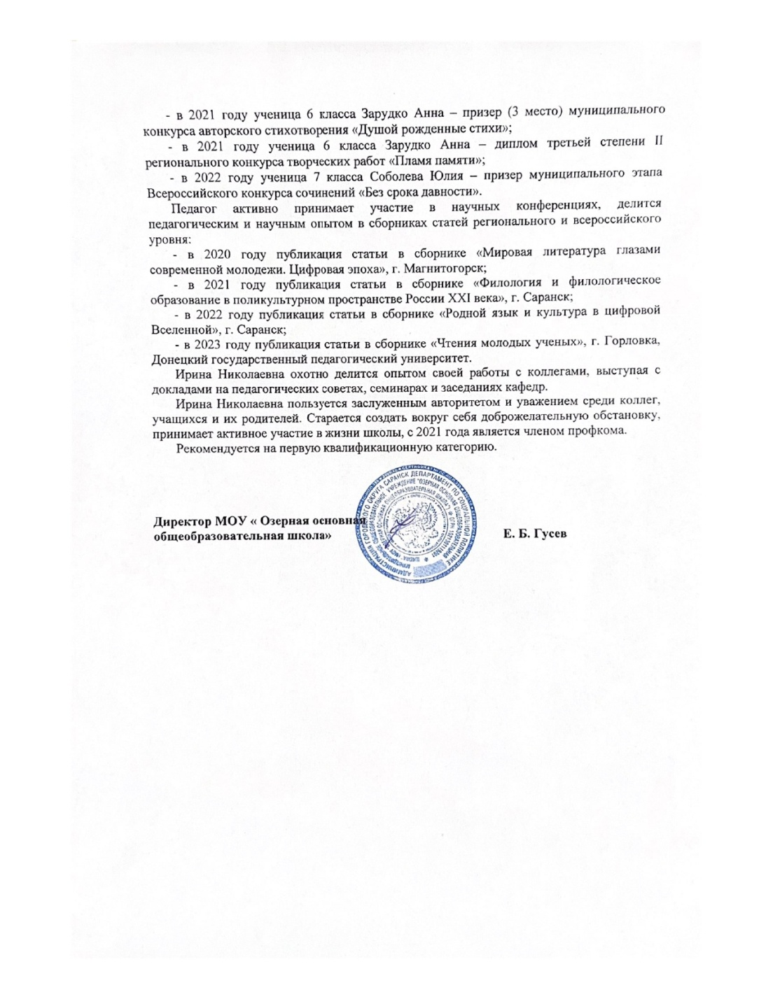 - в 2021 году ученица 6 класса Зарудко Анна – призер (3 место) муниципального
конкурса авторского стихотворения «Душой рожденные стихи»;
- в 2021 году ученица 6 класса Зарудко Анна – диплом третьей степени II
регионального конкурса творческих работ «Пламя памяти»;
- в 2022 году ученица 7 класса Соболева Юлия – призер муниципального этапа
Всероссийского конкурса сочинений «Без срока давности».
Педагог активно принимает участие в научных конференциях, делится
педагогическим и научным опытом в сборниках статей регионального и всероссийского
уровня:
- в 2020 году публикация статьи в сборнике «Мировая литература глазами
современной молодежи. Цифровая эпоха», г. Магнитогорск;
- в 2021 году публикация статьи в сборнике «Филология и филологическое
образование в поликультурном пространстве России XXI века», г. Саранск;
- в 2022 году публикация статьи в сборнике «Родной язык и культура в цифровой
Вселенной», г. Саранск;
- в 2023 году публикация статьи в сборнике «Чтения молодых ученых», г. Горловка,
Донецкий государственный педагогический университет.
Ирина Николаевна охотно делится опытом своей работы с коллегами, выступая с
докладами на педагогических советах, семинарах и заседаниях кафедр.
Ирина Николаевна пользуется заслуженным авторитетом и уважением среди коллег,
учащихся и их родителей. Старается создать вокруг себя доброжелательную обстановку,
принимает активное участие в жизни школы, с 2021 года является членом профкома.
Рекомендуется на первую квалификационную категорию.
Директор МОУ « Озерная основная
общеобразовательная школа» Е. Б. Гусев
АДМИНИСТРАЦИЯ ГОРОДСКОГО ОКРУГА САРАНСК ДЕПАРТАМЕНТ ПО СОЦИАЛЬНОЙ ПОЛИТИКЕ